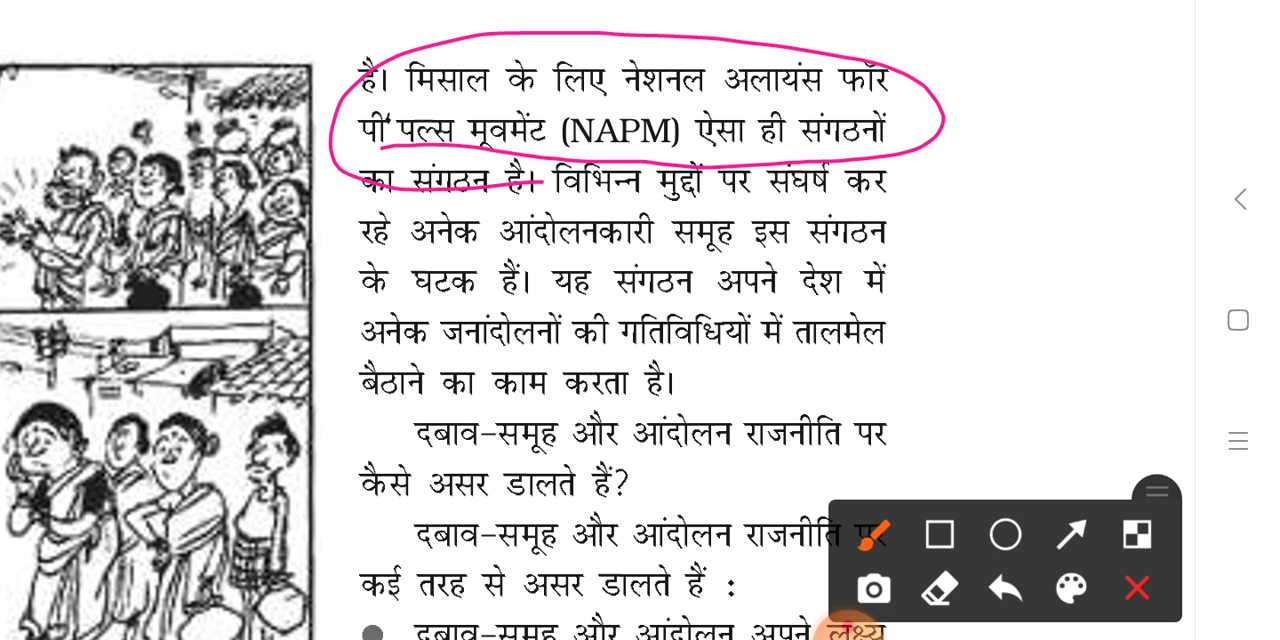 है। मिसाल के लिए नेशनल अलायंस फॉर
पी'पल्स मूवमेंट (NAPM) ऐसा ही संगठनों
का संगठन है। विभिन्न मुद्दों पर संघर्ष कर
रहे अनेक आंदोलनकारी समूह इस संगठन
के घटक हैं। यह संगठन अपने देश में
अनेक जनांदोलनों की गतिविधियों में तालमेल
बैठाने का काम करता है।
दबाव-समूह और आंदोलन राजनीति पर
कैसे असर डालते हैं?
दबाव-समूह और आंदोलन राजनीति पर
कई तरह से असर डालते हैं :
● दबाव-समूह और आंदोलन अपने लक्ष्य